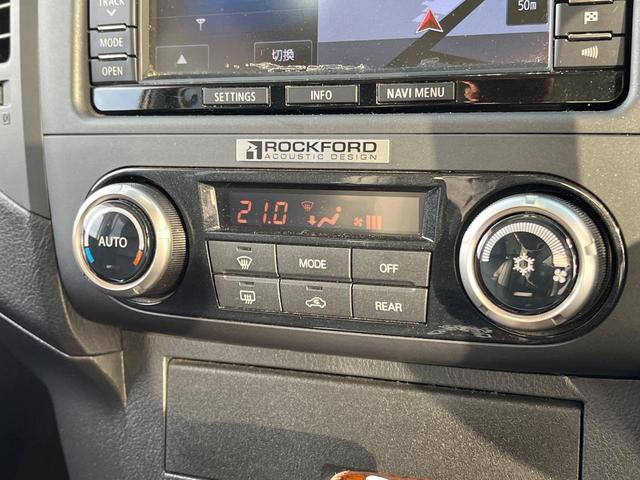 TRACK
50m
MODE
OPEN
切換
SETTINGS
INFO
NAVI MENU
ROCKFORD
ACOUSTIC DESIGN
21.0
AUTO
MODE
OFF
REAR